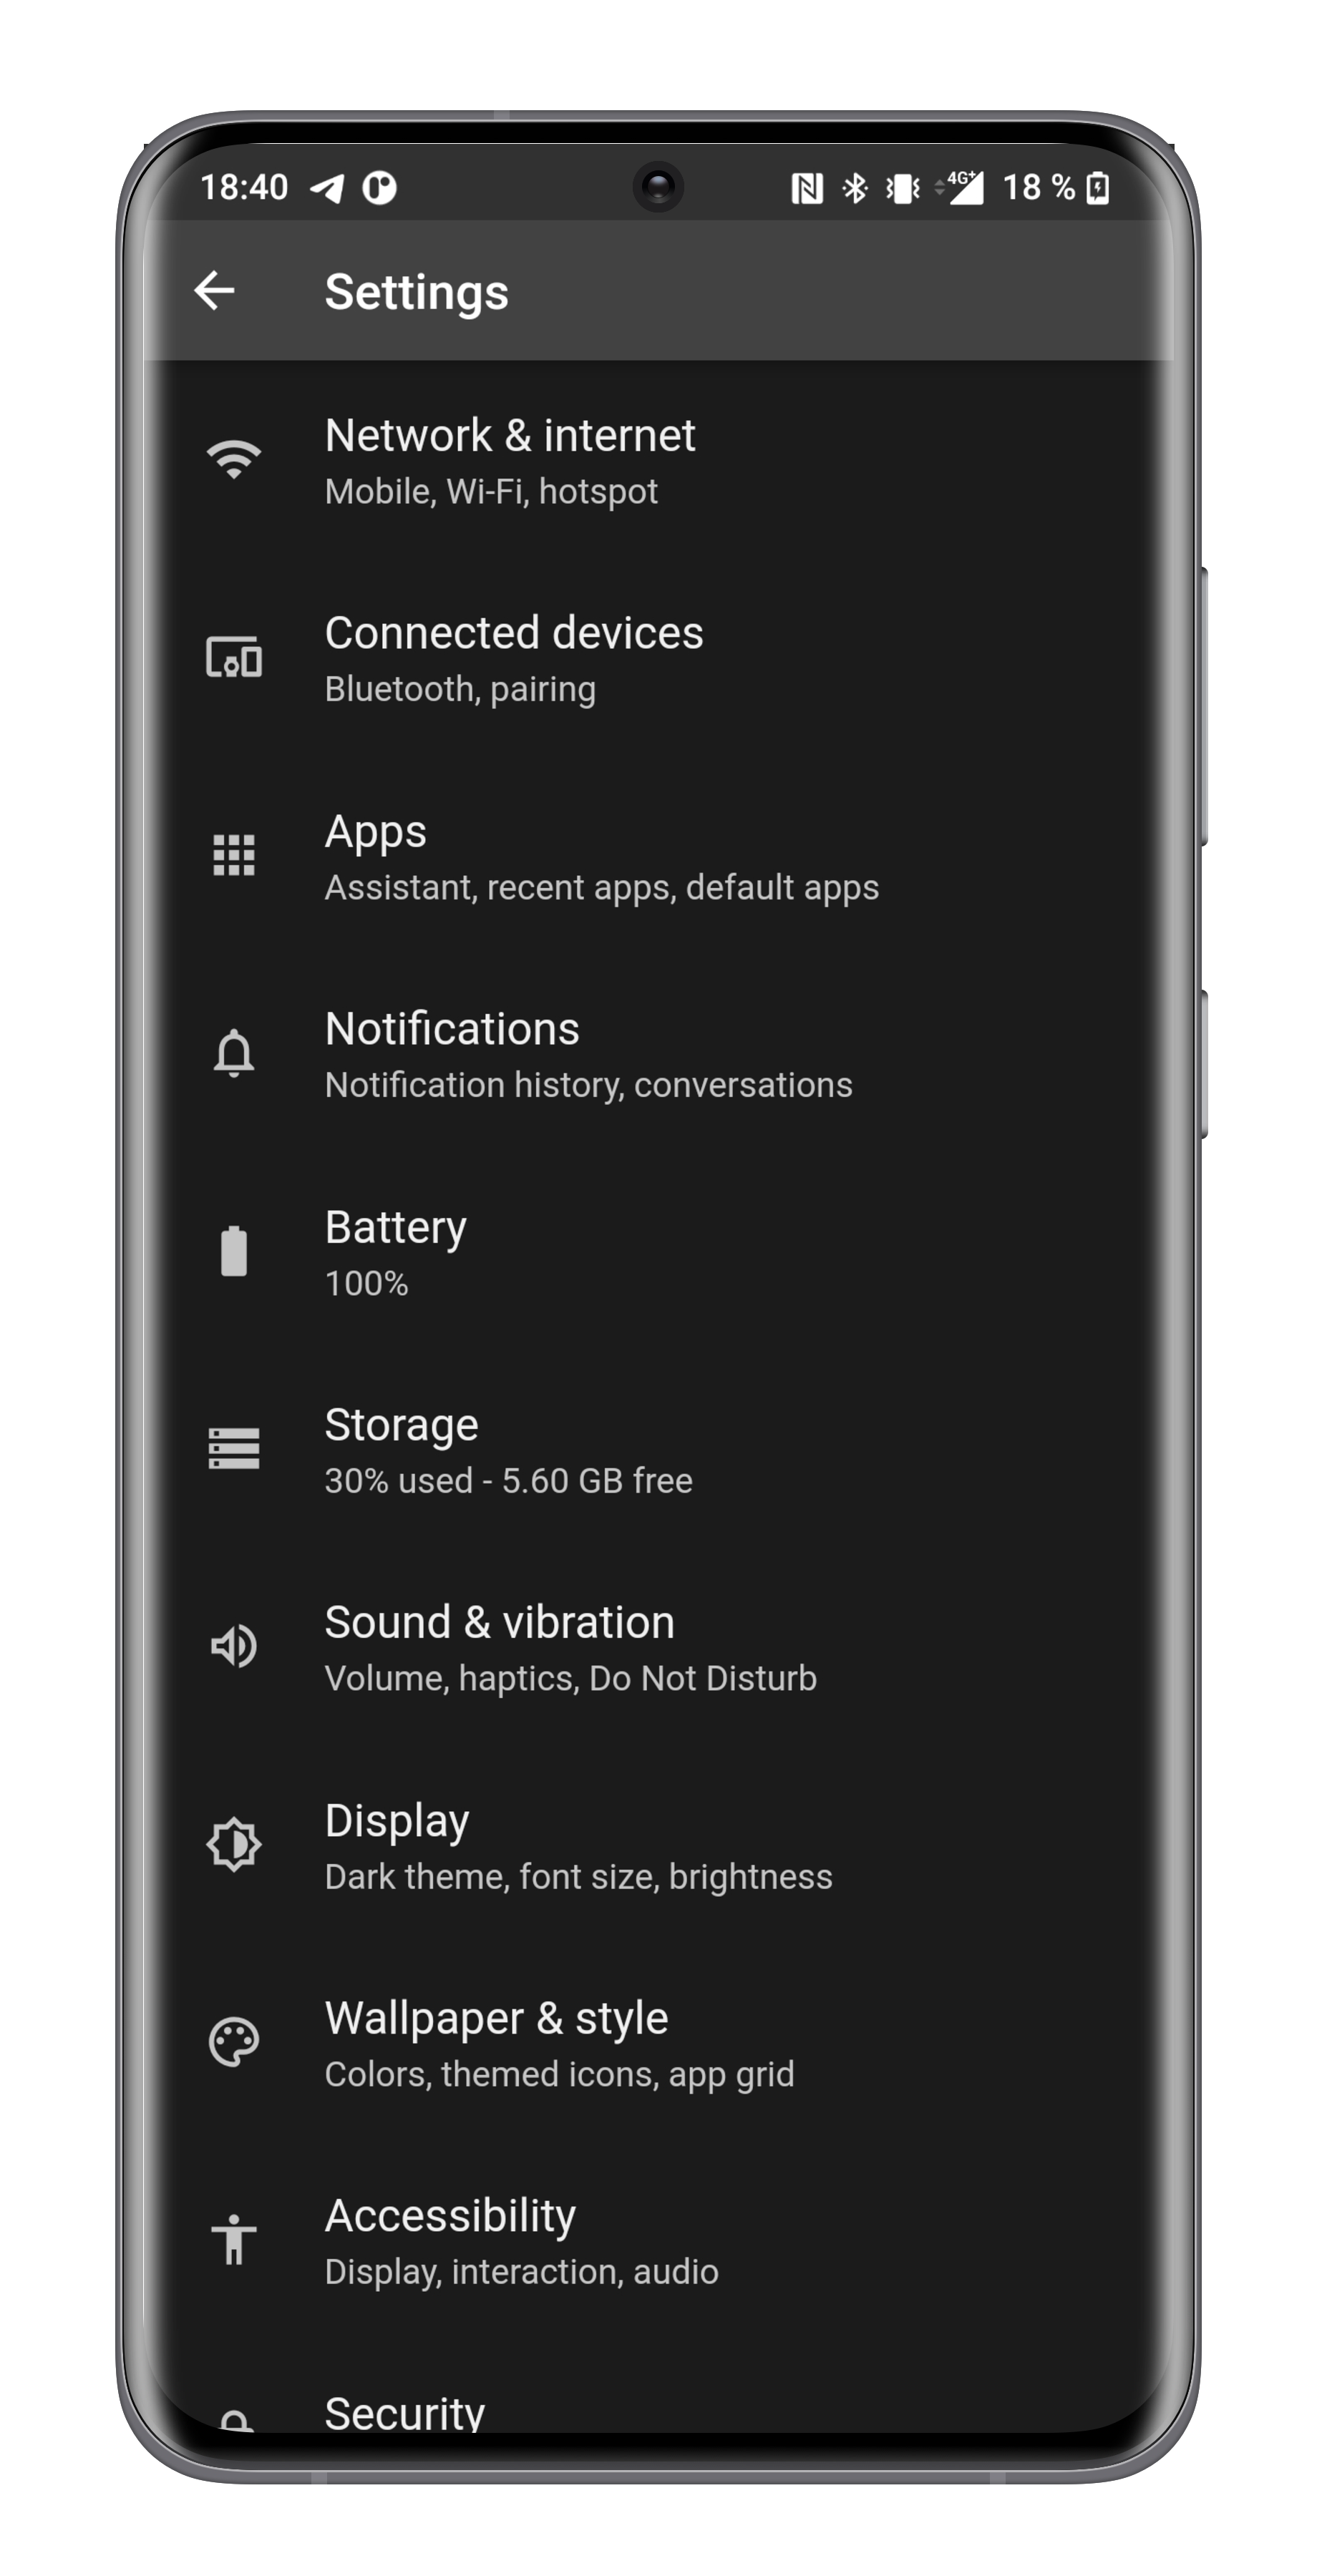 18:40 4G+ 18 %
Settings
Network & internet
Mobile, Wi-Fi, hotspot
Connected devices
Bluetooth, pairing
Apps
Assistant, recent apps, default apps
Notifications
Notification history, conversations
Battery
100%
Storage
30% used - 5.60 GB free
Sound & vibration
Volume, haptics, Do Not Disturb
Display
Dark theme, font size, brightness
Wallpaper & style
Colors, themed icons, app grid
Accessibility
Display, interaction, audio
Security